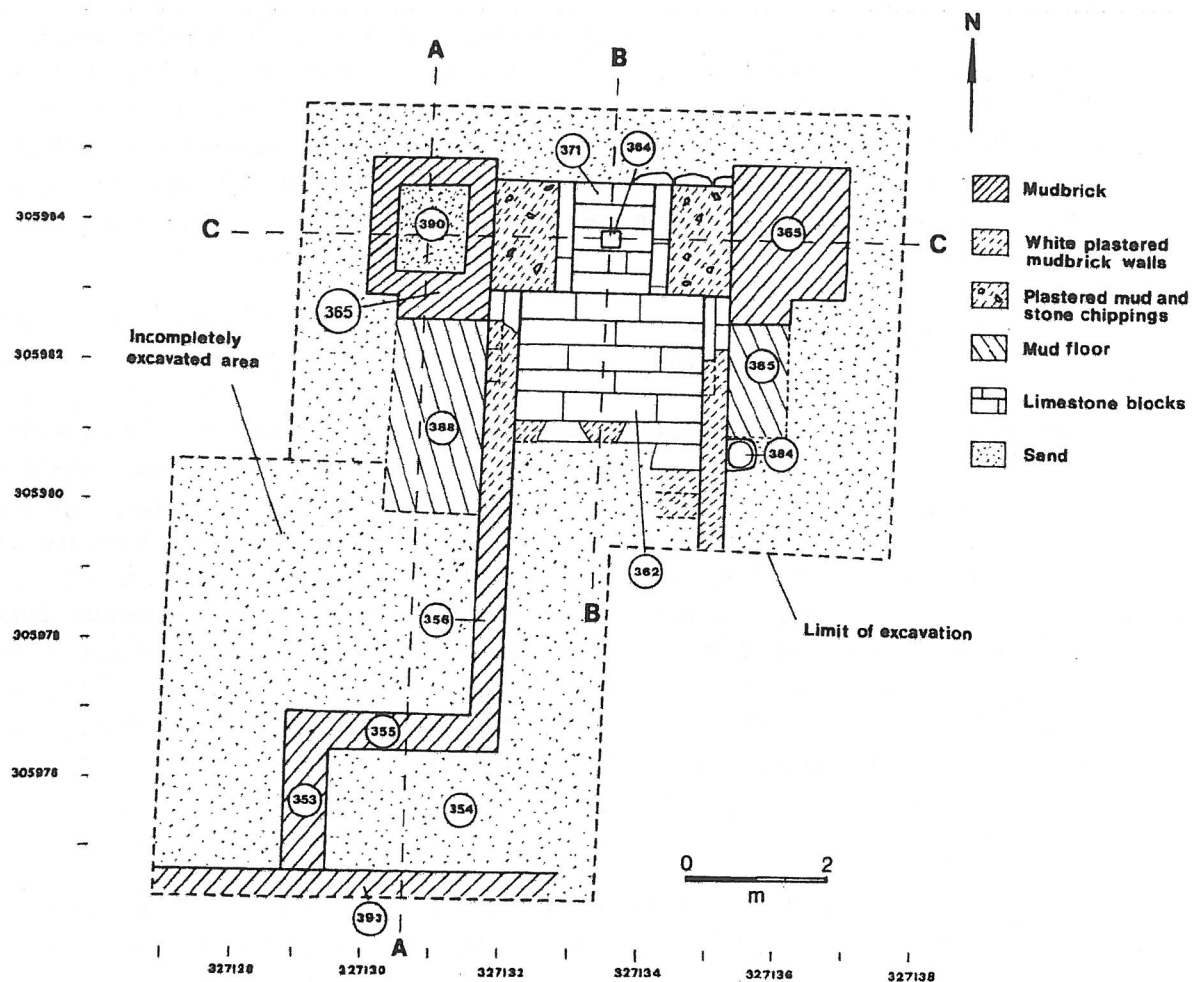 N
A
B
371
364
Mudbrick
305984
390
365
C
C
White plastered
mudbrick walls
365
Plastered mud and
stone chippings
Incompletely
excavated area
305982
385
Mud floor
388
Limestone blocks
384
Sand
305980
362
356
B
305978
Limit of excavation
355
305976
353
354
0
2
m
393
A
327128
327130
327132
327134
327136
327138